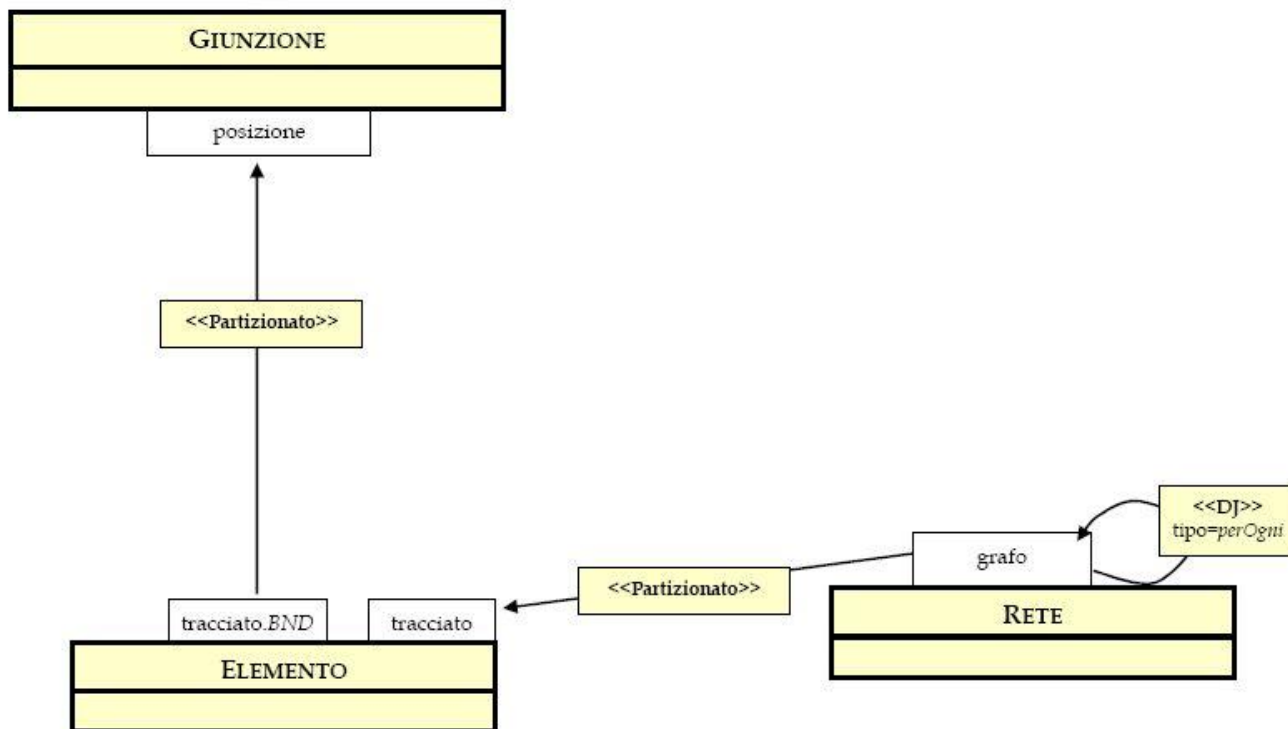 GIUNZIONE
posizione
<<Partizionato>>
<<DJ>>
tipo=perOgni
grafo
<<Partizionato>>
tracciato.BND
tracciato
RETE
ELEMENTO